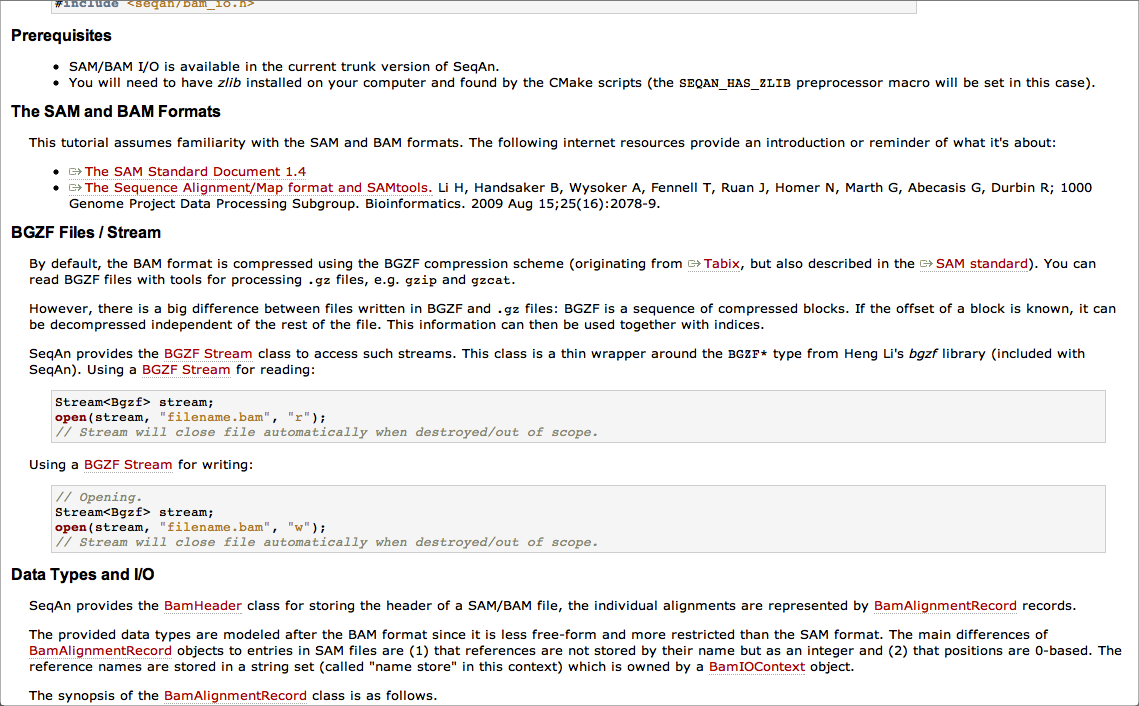 #include <seqan/bam_io.h>
Prerequisites
• SAM/BAM I/O is available in the current trunk version of SeqAn.
• You will need to have zlib installed on your computer and found by the CMake scripts (the SEQAN_HAS_ZLIB preprocessor macro will be set in this case).
The SAM and BAM Formats
This tutorial assumes familiarity with the SAM and BAM formats. The following internet resources provide an introduction or reminder of what it's about:
• The SAM Standard Document 1.4
• The Sequence Alignment/Map format and SAMtools. Li H, Handsaker B, Wysoker A, Fennell T, Ruan J, Homer N, Marth G, Abecasis G, Durbin R; 1000
Genome Project Data Processing Subgroup. Bioinformatics. 2009 Aug 15;25(16):2078-9.
BGZF Files / Stream
By default, the BAM format is compressed using the BGZF compression scheme (originating from Tabix, but also described in the SAM standard). You can
read BGZF files with tools for processing .gz files, e.g. gzip and gzcat.
However, there is a big difference between files written in BGZF and .gz files: BGZF is a sequence of compressed blocks. If the offset of a block is known, it can
be decompressed independent of the rest of the file. This information can then be used together with indices.
SeqAn provides the BGZF Stream class to access such streams. This class is a thin wrapper around the BGZF* type from Heng Li's bgzf library (included with
SeqAn). Using a BGZF Stream for reading:
Stream<Bgzf> stream;
open(stream, "filename.bam", "r");
// Stream will close file automatically when destroyed/out of scope.
Using a BGZF Stream for writing:
// Opening.
Stream<Bgzf> stream;
open(stream, "filename.bam", "w");
// Stream will close file automatically when destroyed/out of scope.
Data Types and I/O
SeqAn provides the BamHeader class for storing the header of a SAM/BAM file, the individual alignments are represented by BamAlignmentRecord records.
The provided data types are modeled after the BAM format since it is less free-form and more restricted than the SAM format. The main differences of
BamAlignmentRecord objects to entries in SAM files are (1) that references are not stored by their name but as an integer and (2) that positions are 0-based. The
reference names are stored in a string set (called "name store" in this context) which is owned by a BamIOContext object.
The synopsis of the BamAlignmentRecord class is as follows.